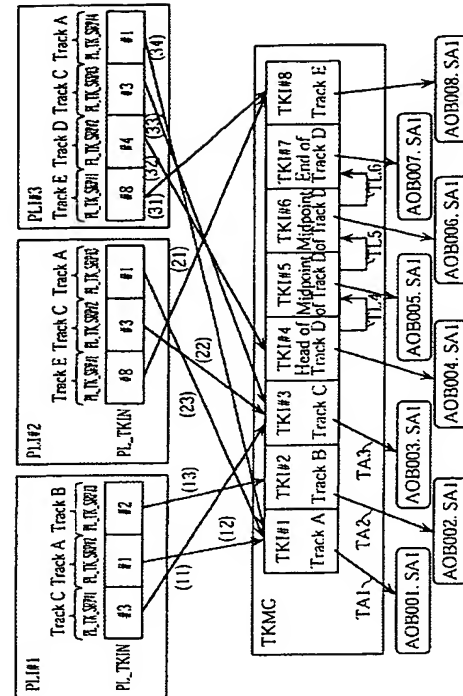 PLI#1
Track C Track A Track B
PL_TK_SRP#1 PL_TK_SRP#2 PL_TK_SRP#3
PL_TKIN
#3 #1 #2
PLI#2
Track E Track C Track A
PL_TK_SRP#1 PL_TK_SRP#2 PL_TK_SRP#3
PL_TKIN
#8 #3 #1
PLI#3
Track E Track D Track C Track A
PL_TK_SRP#1 PL_TK_SRP#2 PL_TK_SRP#3 PL_TK_SRP#4
#8 #4 #3 #1
(11) (12) (13)
(23) (22) (21)
(31) (32) (33) (34)
TKMC
TKI#1 Track A
TKI#2 Track B
TKI#3 Track C
TKI#4 Head of Track D
TKI#5 Midpoint of Track D
TKI#6 Midpoint of Track D
TKI#7 End of Track D
TKI#8 Track E
TA1 TA2 TA3
TL4 TL5 TL6
AOB001. SA1
AOB002. SA1
AOB003. SA1
AOB004. SA1
AOB005. SA1
AOB006. SA1
AOB007. SA1
AOB008. SA1